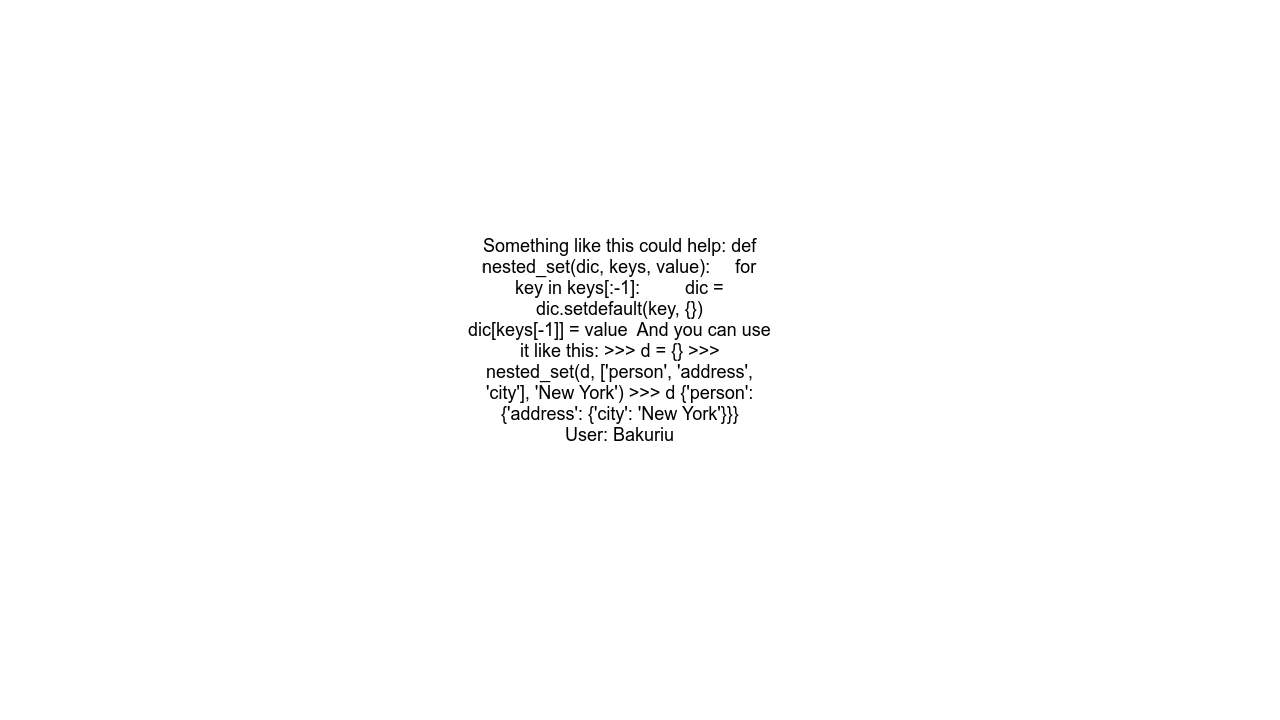 Something like this could help: def
nested_set(dic, keys, value):     for
key in keys[:-1]:         dic =
dic.setdefault(key, {})
dic[keys[-1]] = value  And you can use
it like this: >>> d = {} >>>
nested_set(d, ['person', 'address',
'city'], 'New York') >>> d {'person':
{'address': {'city': 'New York'}}}
User: Bakuriu